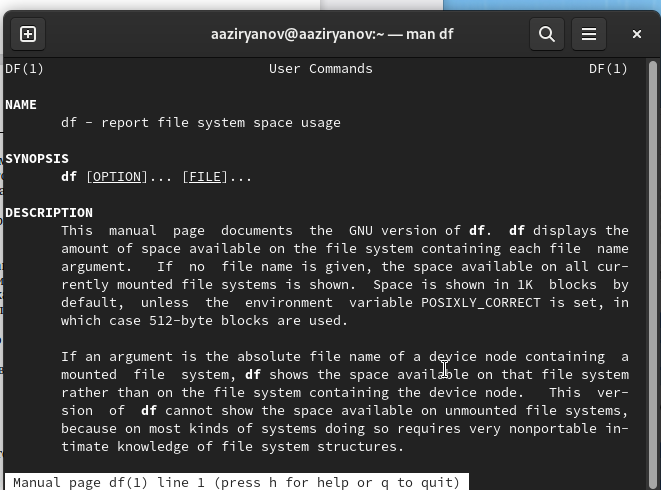 aaziryanov@aaziryanov:~ — man df
DF(1) User Commands DF(1)
NAME
df - report file system space usage
SYNOPSIS
df [OPTION]... [FILE]...
DESCRIPTION
This manual page documents the GNU version of df. df displays the
amount of space available on the file system containing each file name
argument. If no file name is given, the space available on all cur-
rently mounted file systems is shown. Space is shown in 1K blocks by
default, unless the environment variable POSIXLY_CORRECT is set, in
which case 512-byte blocks are used.
If an argument is the absolute file name of a device node containing a
mounted file system, df shows the space available on that file system
rather than on the file system containing the device node. This ver-
sion of df cannot show the space available on unmounted file systems,
because on most kinds of systems doing so requires very nonportable in-
timate knowledge of file system structures.
Manual page df(1) line 1 (press h for help or q to quit)